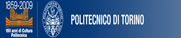 1859-2009
150 anni di Cultura
Politecnica
POLITECNICO DI TORINO